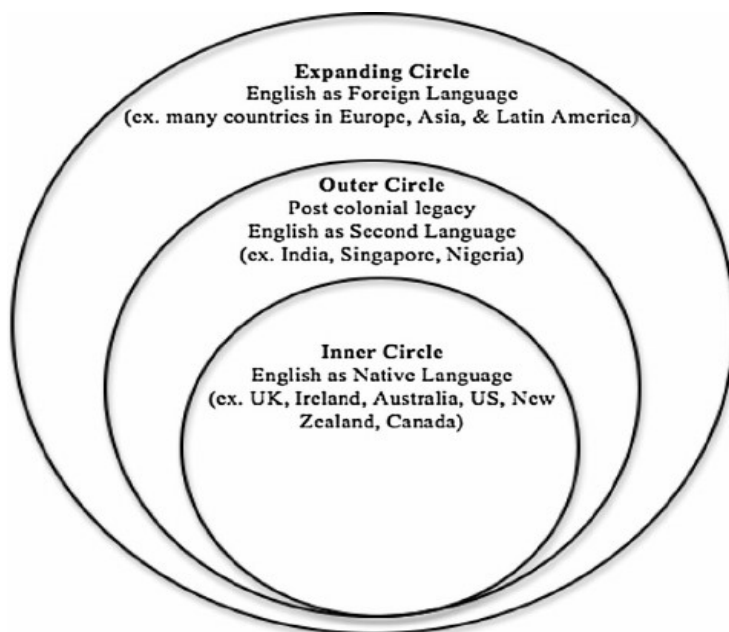 Expanding Circle
English as Foreign Language
(ex. many countries in Europe, Asia, & Latin America)
Outer Circle
Post colonial legacy
English as Second Language
(ex. India, Singapore, Nigeria)
Inner Circle
English as Native Language
(ex. UK, Ireland, Australia, US, New
Zealand, Canada)